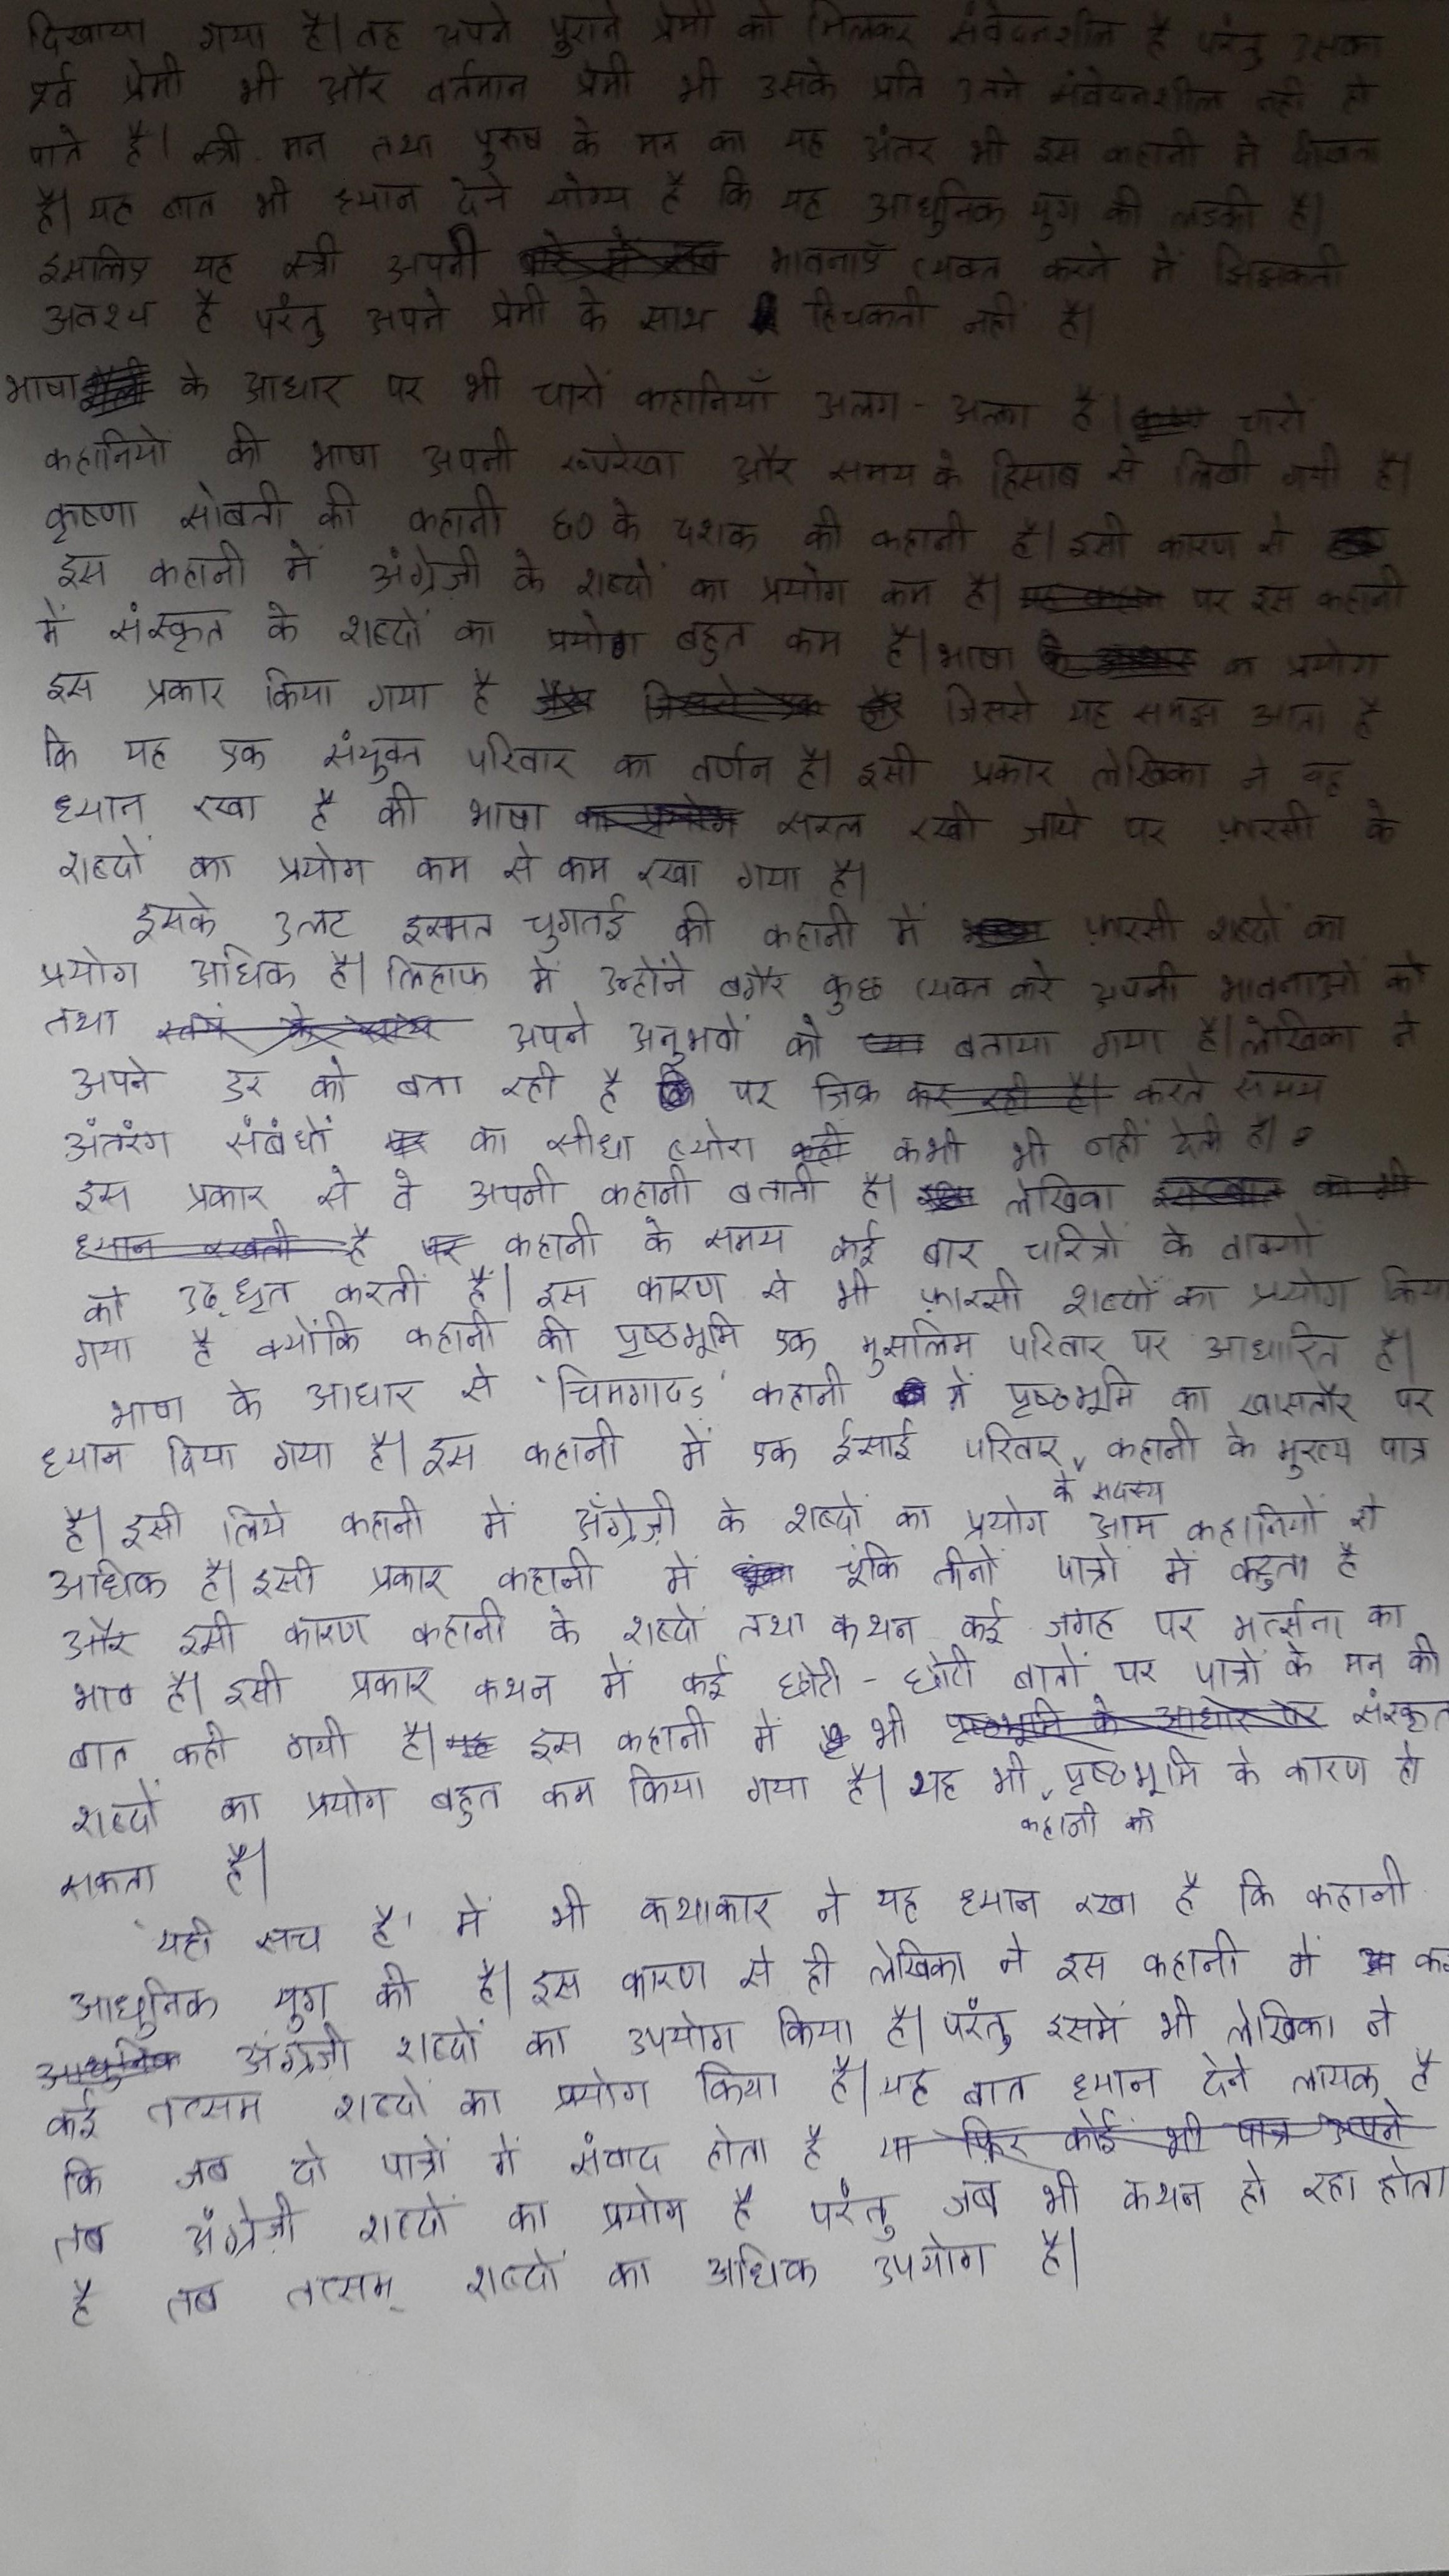 दिखाया गया है। वह अपने पुराने प्रेमी को मिलकर संवेदनशील है परंतु उसका
पूर्व प्रेमी भी और वर्तमान प्रेमी भी उसके प्रति उतने संवेदनशील नहीं हो
पाते है। स्त्री मन तथा पुरुष के मन का यह अंतर भी इस कहानी में दीखता
है। यह बात भी ध्यान देने योग्य है कि यह आधुनिक युग की लडकी है।
इसलिए यह स्त्री अपनी भावनाएँ व्यक्त करने में झिझकती
अवश्य है परंतु अपने प्रेमी के साथ हिचकती नहीं है।
भाषा के आधार पर भी चारों कहानियाँ अलग - अलग है। चारों
कहानियों की भाषा अपनी रूपरेखा और समय के हिसाब से लिखी गयी है।
कृष्णा सोबती की कहानी 60 के दशक की कहानी है। इसी कारण से
इस कहानी में अंग्रेज़ी के शब्दों का प्रयोग कम है। पर इस कहानी
में संस्कृत के शब्दों का प्रयोग बहुत कम है। भाषा का प्रयोग
इस प्रकार किया गया है जिससे यह समझ आता है
कि यह एक संयुक्त परिवार का वर्णन है। इसी प्रकार लेखिका ने यह
ध्यान रखा है की भाषा सरल रखी जाये पर फ़ारसी के
शब्दों का प्रयोग कम से कम रखा गया है।
इसके उलट इस्मत चुगतई की कहानी में फ़ारसी शब्दों का
प्रयोग अधिक है। लिहाफ़ में उन्होंने बगैर कुछ व्यक्त करे अपनी भावनाओं को
तथा अपने अनुभवों को बताया गया है। लेखिका ने
अपने डर को बता रही है पर जिक्र करते समय
अंतरंग संबंधों का सीधा ब्योरा कभी भी नहीं देती है।
इस प्रकार से वे अपनी कहानी बताती है। लेखिका
कहानी के समय कई बार चरित्रों के वाक्यों
को उद्धृत करतीं हैं। इस कारण से भी फ़ारसी शब्दों का प्रयोग किया
गया है क्योंकि कहानी की पृष्ठभूमि एक मुसलिम परिवार पर आधारित है।
भाषा के आधार से 'चिमगादड' कहानी में पृष्ठभूमि का खासतौर पर
ध्यान दिया गया है। इस कहानी में एक ईसाई परिवार के सदस्य कहानी के मुख्य पात्र
है। इसी लिये कहानी में अँग्रेज़ी के शब्दों का प्रयोग आम कहानियों से
अधिक है। इसी प्रकार कहानी में चूंकि तीनों पात्रों में कटुता है
और इसी कारण कहानी के शब्दों तथा कथन कई जगह पर भर्त्सना का
भाव है। इसी प्रकार कथन में कई छोटी - छोटी बातों पर पात्रों के मन की
बात कही गयी है। इस कहानी में भी संस्कृत
शब्दों का प्रयोग बहुत कम किया गया है। यह भी कहानी की पृष्ठभूमि के कारण हो
सकता है।
'यही सच है' में भी कथाकार ने यह ध्यान रखा है कि कहानी
आधुनिक युग की है। इस कारण से ही लेखिका ने इस कहानी में कई
अंग्रेज़ी शब्दों का उपयोग किया है। परंतु इसमें भी लेखिका ने
कई तत्सम शब्दों का प्रयोग किया है। यह बात ध्यान देने लायक है
कि जब दो पात्रों में संवाद होता है
तब अंग्रेज़ी शब्दों का प्रयोग है परंतु जब भी कथन हो रहा होता
है तब तत्सम् शब्दों का अधिक उपयोग है।